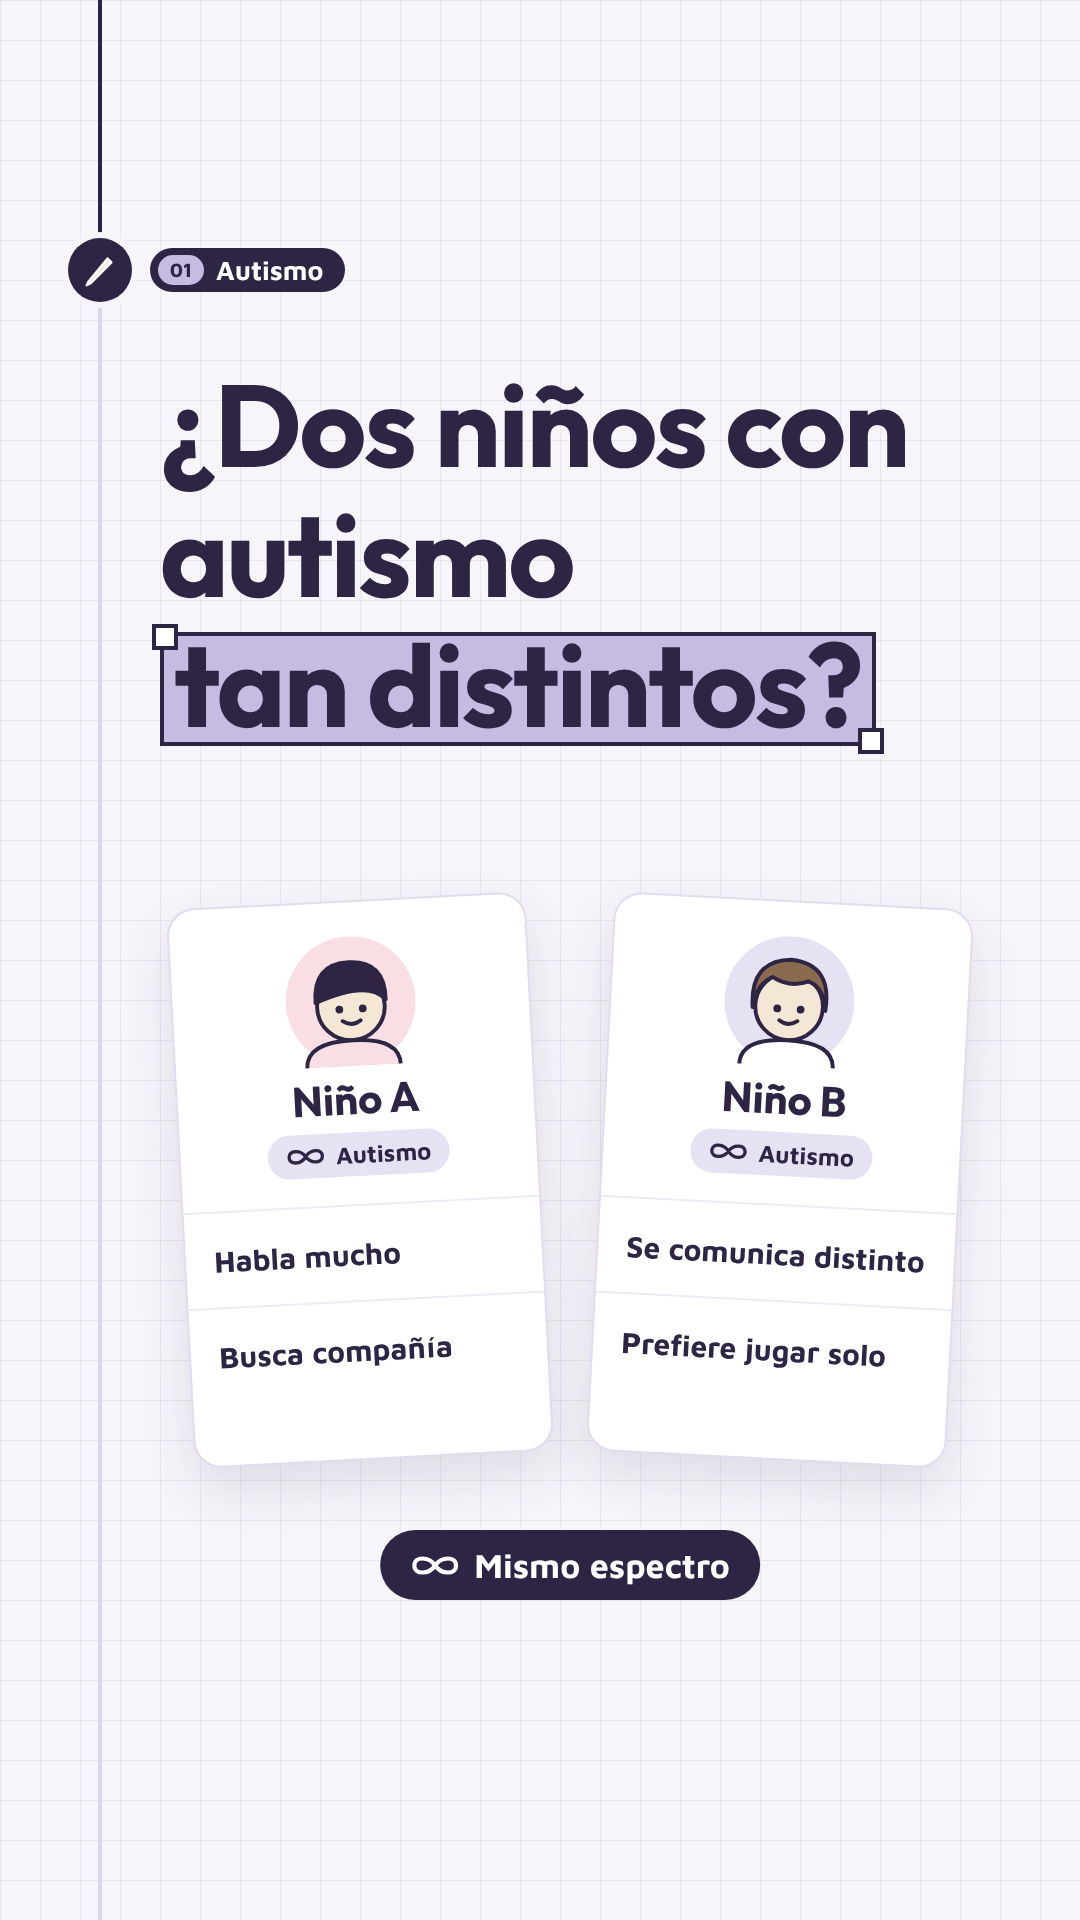 01 Autismo
¿Dos niños con
autismo
tan distintos?
Niño A
Autismo
Habla mucho
Busca compañía
Niño B
Autismo
Se comunica distinto
Prefiere jugar solo
Mismo espectro